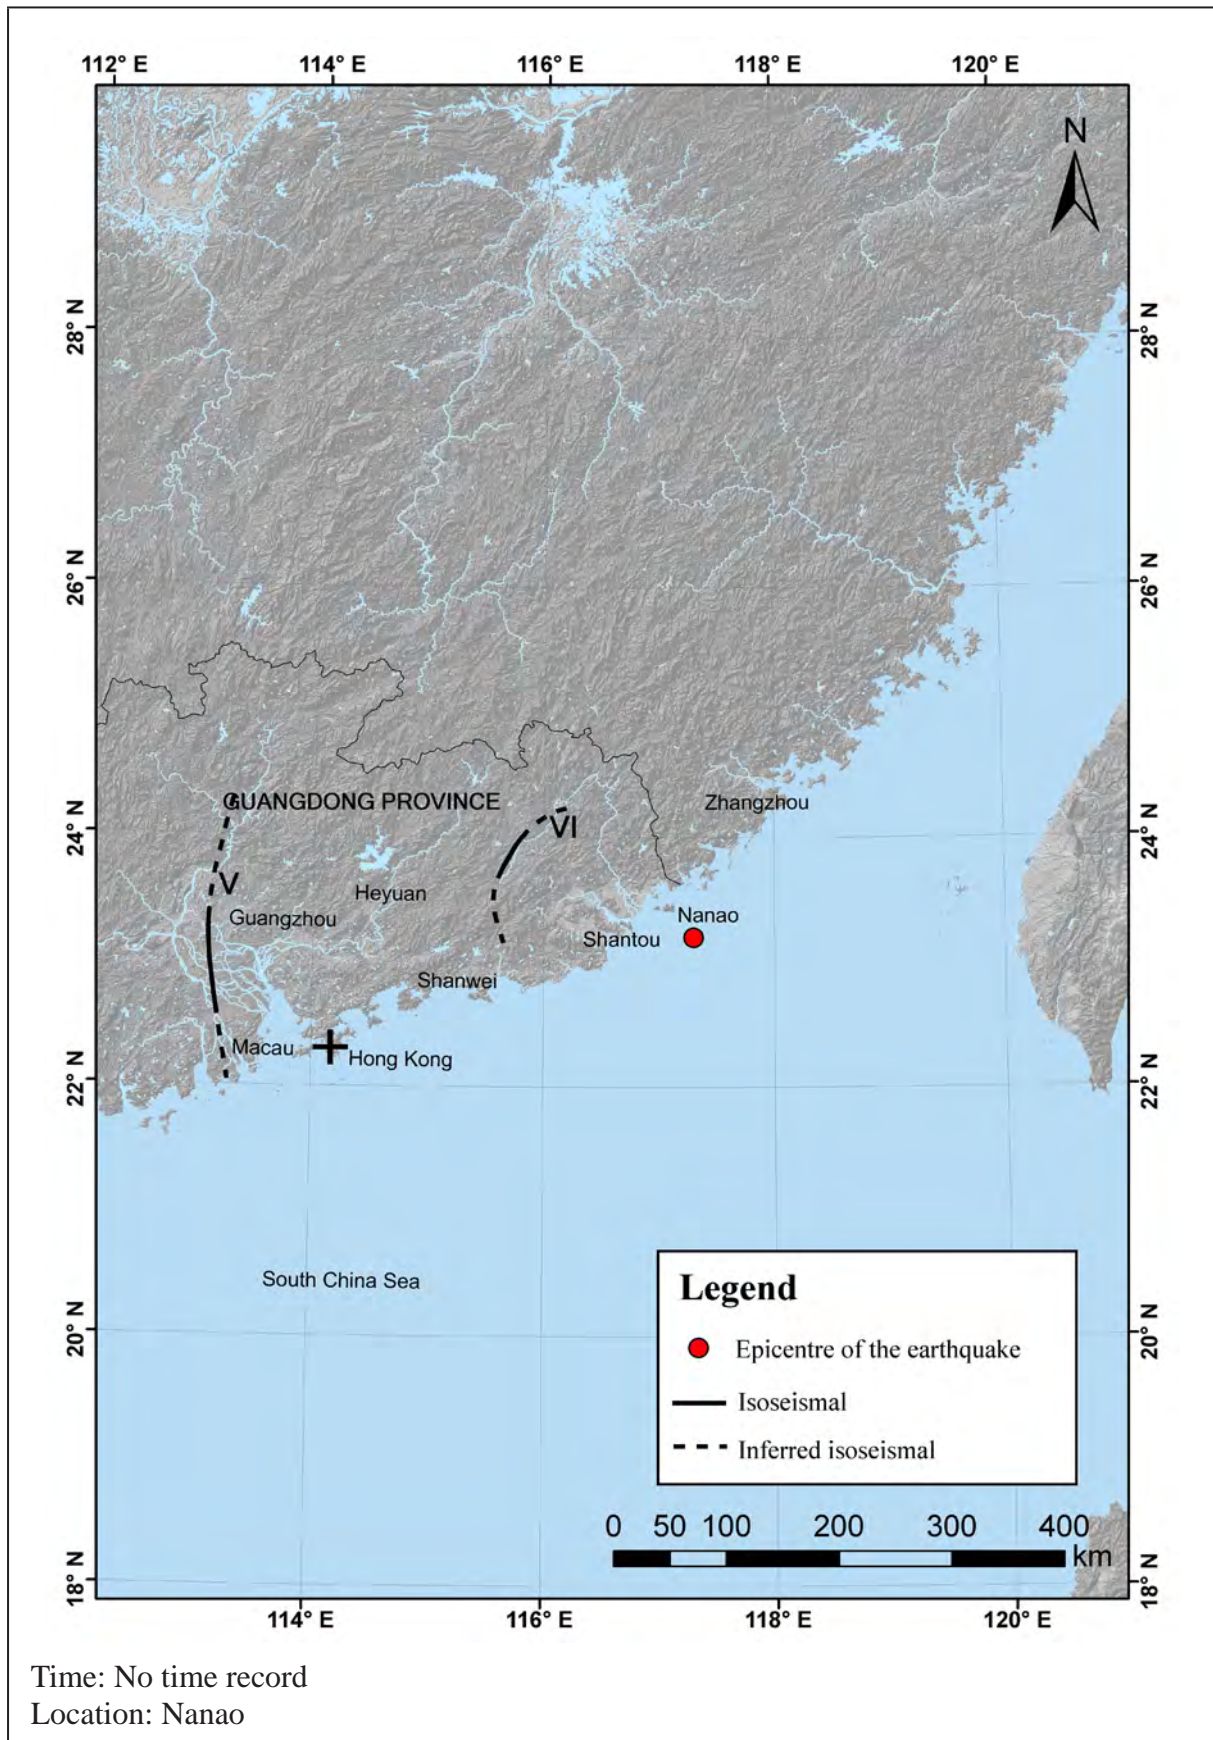 112° E 114° E 116° E 118° E 120° E
N
28° N 28° N
26° N 26° N
GUANGDONG PROVINCE
Zhangzhou
24° N 24° N
VI
V
Heyuan
Guangzhou
Nanao
Shantou
Shanwei
Macau
Hong Kong
22° N 22° N
South China Sea
20° N 20° N
Legend
Epicentre of the earthquake
Isoseismal
Inferred isoseismal
0 50 100 200 300 400
km
18° N 18° N
114° E 116° E 118° E 120° E
Time: No time record
Location: Nanao